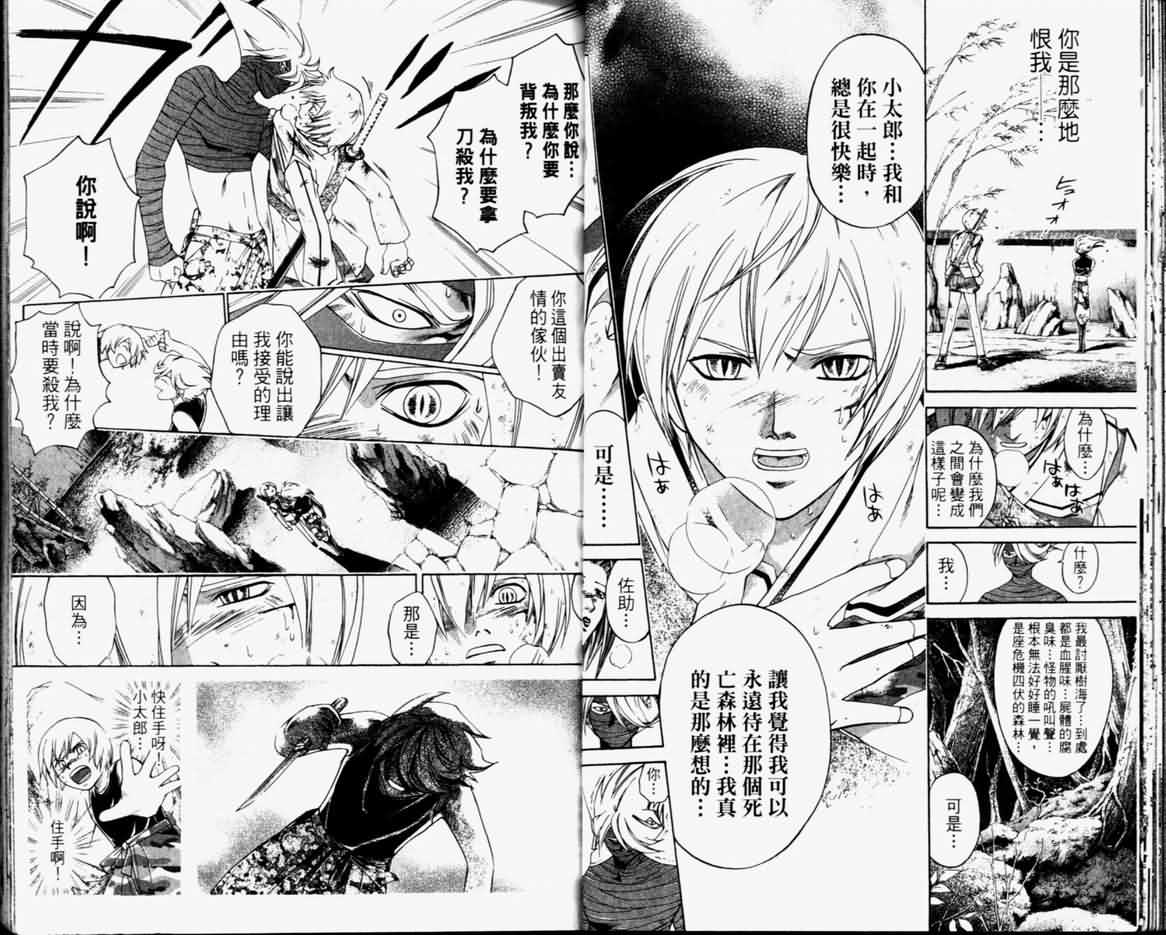 你是那麼地
恨我……
ヒュオォ
為什麼…
為什麼我們
之間會變成
這樣子呢…
はぁ
はぁ
什麼？
我…
我最討厭樹海了…到處
都是血腥味…屍體的腐
臭味…怪物的吼叫聲…
根本無法好好睡一覺，
是座危機四伏的森林…
可是…
小太郎…我和
你在一起時，
總是很快樂…
はぁ
はぁ
讓我覺得我可以
永遠待在那個死
亡森林裡…我真
的是那麼想的…
可是……
佐助…
你…
那麼你說…
為什麼你要
背叛我？
為什麼要拿
刀殺我？
你說啊！
你這個出賣友
情的傢伙！
你能說出讓
我接受的理
由嗎？
說啊！為什麼
當時要殺我？
那是…
因為…
快住手呀
小太郎…
住手啊！